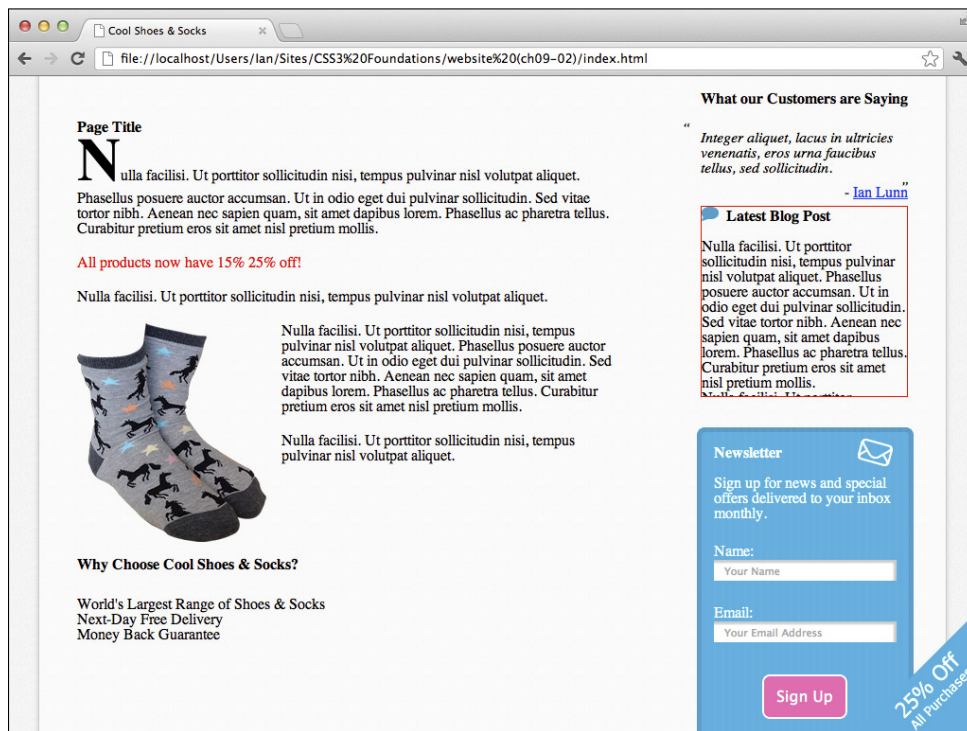 Cool Shoes & Socks
file://localhost/Users/Ian/Sites/CSS3%20Foundations/website%20(ch09-02)/index.html
Page Title
Nulla facilisi. Ut porttitor sollicitudin nisi, tempus pulvinar nisl volutpat aliquet.
Phasellus posuere auctor accumsan. Ut in odio eget dui pulvinar sollicitudin. Sed vitae
tortor nibh. Aenean nec sapien quam, sit amet dapibus lorem. Phasellus ac pharetra tellus.
Curabitur pretium eros sit amet nisl pretium mollis.
All products now have 15% 25% off!
Nulla facilisi. Ut porttitor sollicitudin nisi, tempus pulvinar nisl volutpat aliquet.
Nulla facilisi. Ut porttitor sollicitudin nisi, tempus
pulvinar nisl volutpat aliquet. Phasellus posuere auctor
accumsan. Ut in odio eget dui pulvinar sollicitudin. Sed
vitae tortor nibh. Aenean nec sapien quam, sit amet
dapibus lorem. Phasellus ac pharetra tellus. Curabitur
pretium eros sit amet nisl pretium mollis.
Nulla facilisi. Ut porttitor sollicitudin nisi, tempus
pulvinar nisl volutpat aliquet.
Why Choose Cool Shoes & Socks?
World's Largest Range of Shoes & Socks
Next-Day Free Delivery
Money Back Guarantee
What our Customers are Saying
“
Integer aliquet, lacus in ultricies
venenatis, eros urna faucibus
tellus, sed sollicitudin.
”
- Ian Lunn
Latest Blog Post
Nulla facilisi. Ut porttitor
sollicitudin nisi, tempus pulvinar
nisl volutpat aliquet. Phasellus
posuere auctor accumsan. Ut in
odio eget dui pulvinar sollicitudin.
Sed vitae tortor nibh. Aenean nec
sapien quam, sit amet dapibus
lorem. Phasellus ac pharetra tellus.
Curabitur pretium eros sit amet
nisl pretium mollis.
Nulla facilisi. Ut porttitor
Newsletter
Sign up for news and special
offers delivered to your inbox
monthly.
Name:
Your Name
Email:
Your Email Address
Sign Up
25% Off
All Purchases